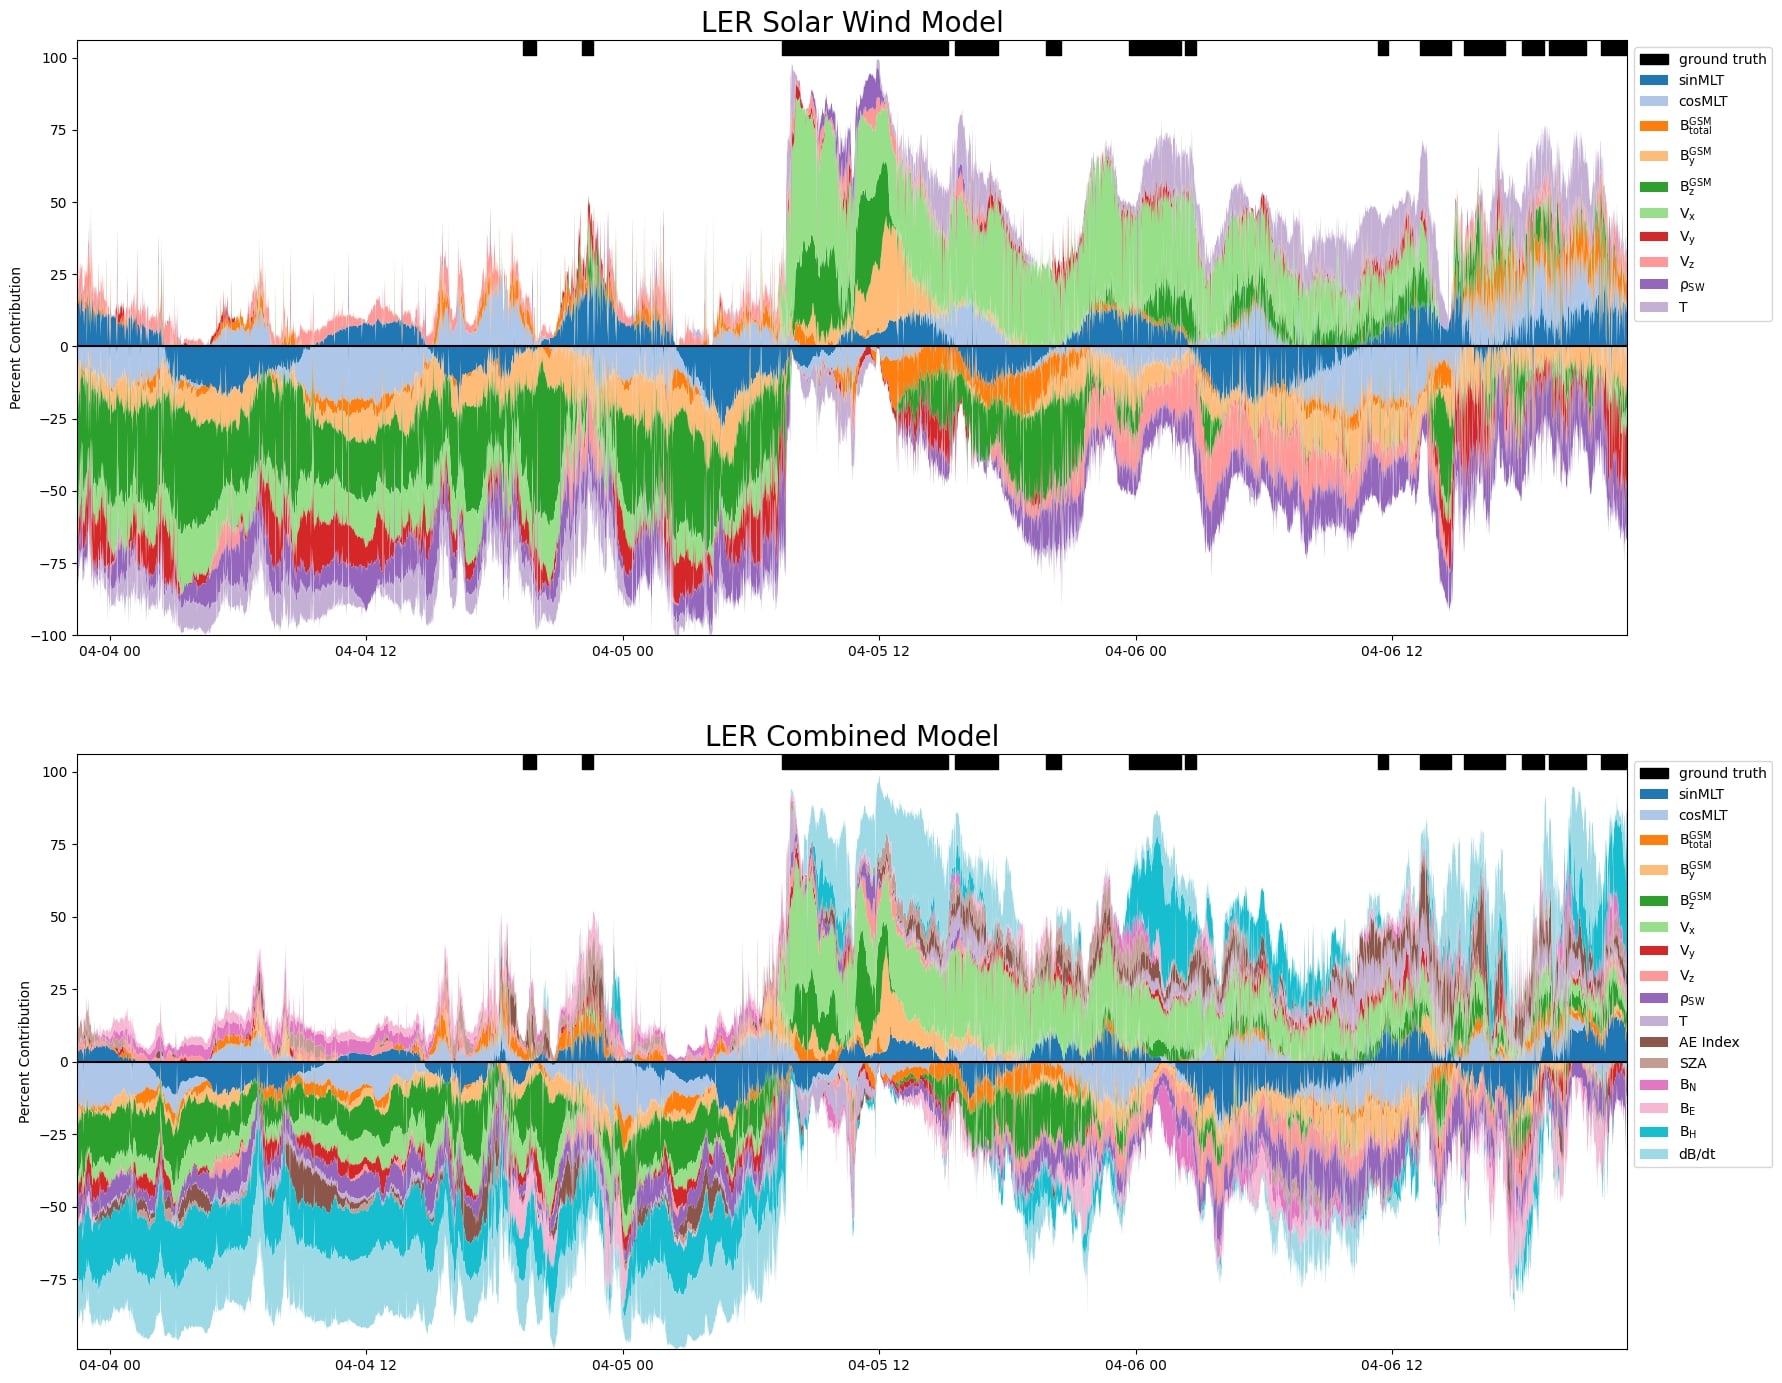 LER Solar Wind Model
Percent Contribution
100
75
50
25
0
−25
−50
−75
−100
04-04 00
04-04 12
04-05 00
04-05 12
04-06 00
04-06 12
ground truth
sinMLT
cosMLT
B_total^GSM
B_y^GSM
B_z^GSM
V_x
V_y
V_z
ρ_SW
T
LER Combined Model
Percent Contribution
100
75
50
25
0
−25
−50
−75
04-04 00
04-04 12
04-05 00
04-05 12
04-06 00
04-06 12
ground truth
sinMLT
cosMLT
B_total^GSM
B_y^GSM
B_z^GSM
V_x
V_y
V_z
ρ_SW
T
AE Index
SZA
B_N
B_E
B_H
dB/dt